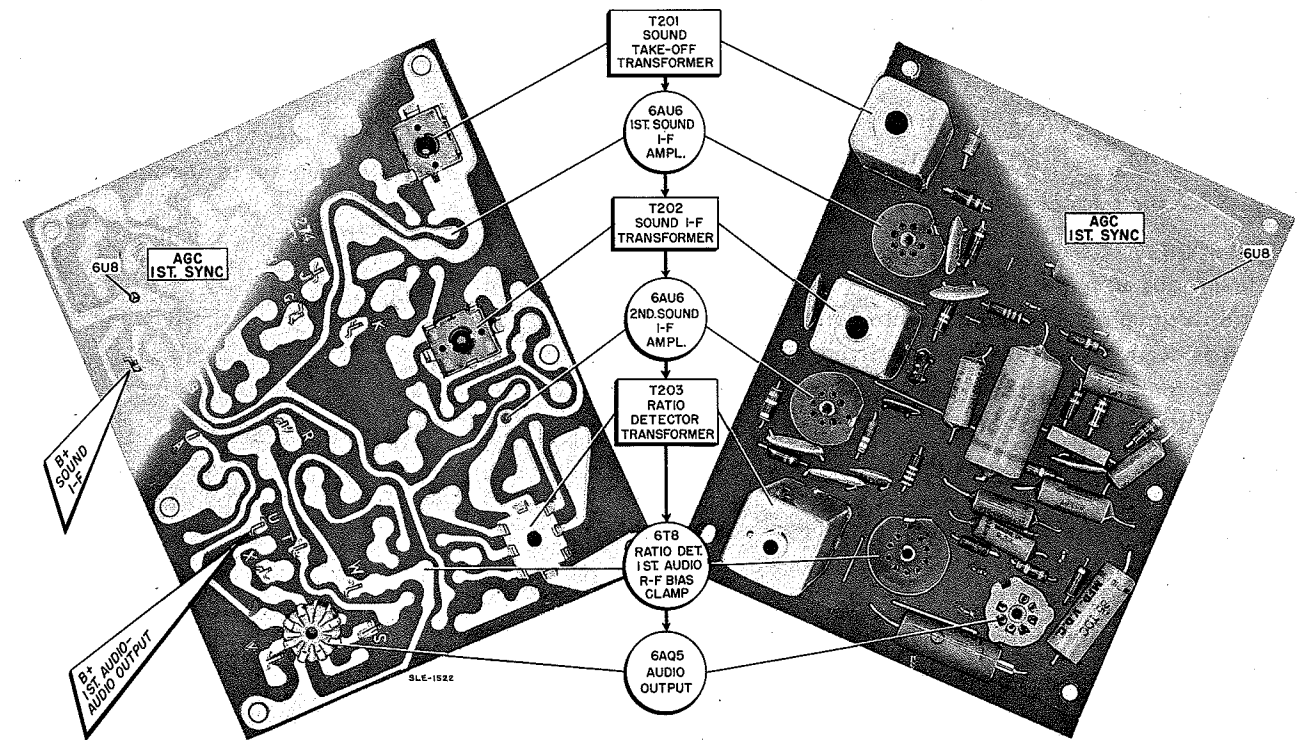 T201
SOUND
TAKE-OFF
TRANSFORMER
6AU6
1ST. SOUND
I-F
AMPL.
T202
SOUND I-F
TRANSFORMER
6AU6
2ND. SOUND
I-F
AMPL.
T203
RATIO
DETECTOR
TRANSFORMER
6T8
RATIO DET.
1ST. AUDIO
R-F BIAS
CLAMP
6AQ5
AUDIO
OUTPUT
AGC
1ST. SYNC
6U8
B+
SOUND
I-F
B+
1ST. AUDIO-
AUDIO OUTPUT
K
R
U
T
W
S
SLE-1522
AGC
1ST. SYNC
6U8